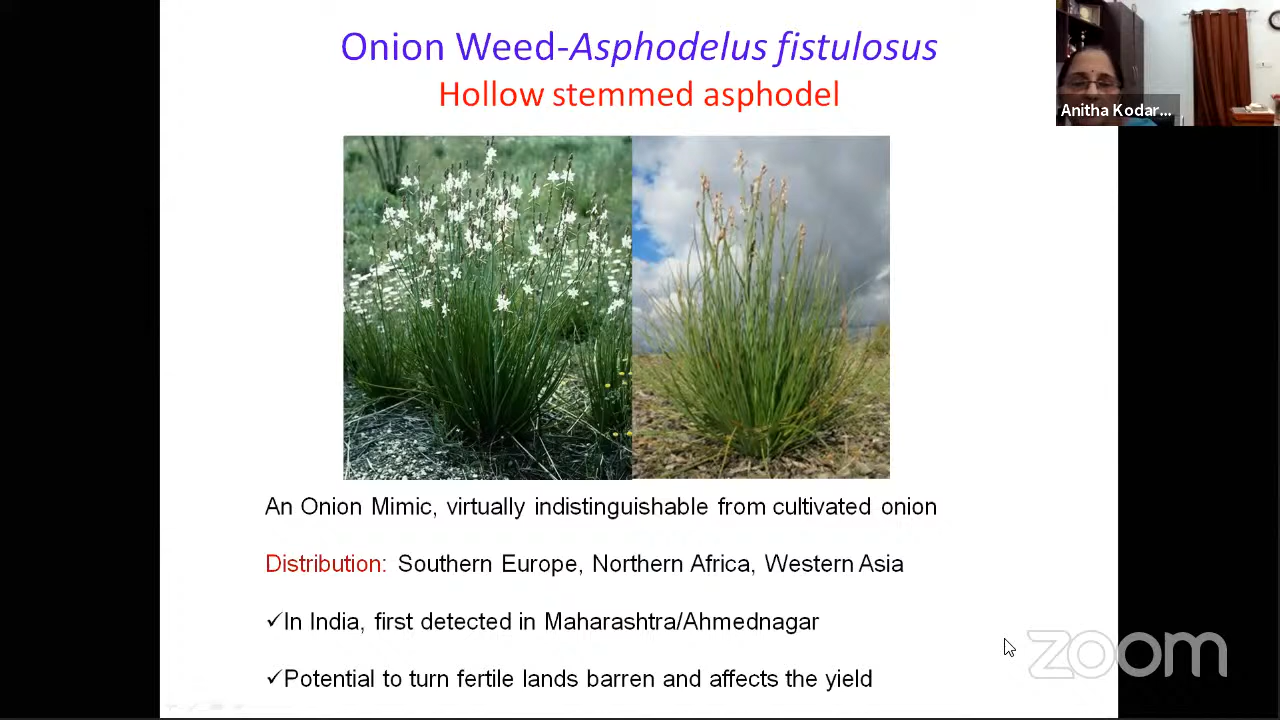 Onion Weed-Asphodelus fistulosus
Hollow stemmed asphodel
Anitha Kodar...
An Onion Mimic, virtually indistinguishable from cultivated onion
Distribution: Southern Europe, Northern Africa, Western Asia
✓In India, first detected in Maharashtra/Ahmednagar
✓Potential to turn fertile lands barren and affects the yield
zoom